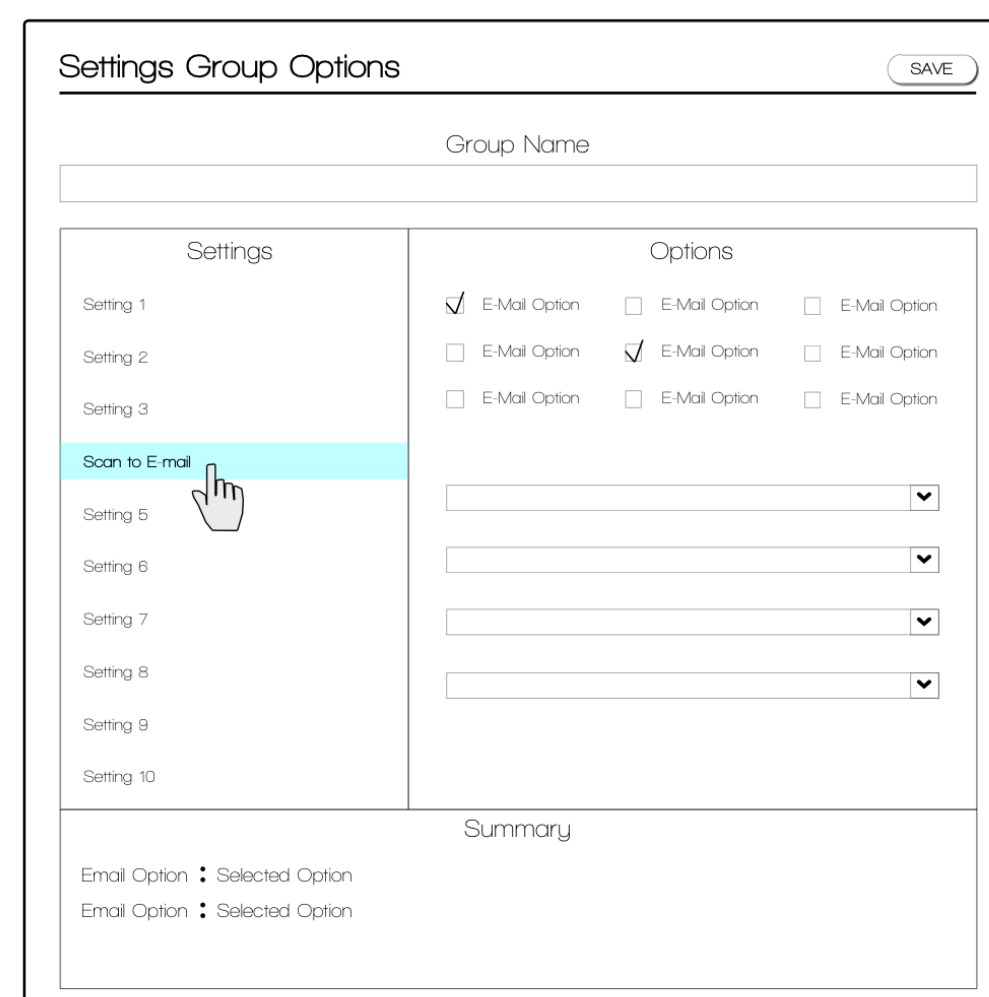 Settings Group Options
SAVE
Group Name
Settings
Setting 1
Setting 2
Setting 3
Scan to E-mail
Setting 5
Setting 6
Setting 7
Setting 8
Setting 9
Setting 10
Options
E-Mail Option E-Mail Option E-Mail Option
E-Mail Option E-Mail Option E-Mail Option
E-Mail Option E-Mail Option E-Mail Option
Summary
Email Option : Selected Option
Email Option : Selected Option